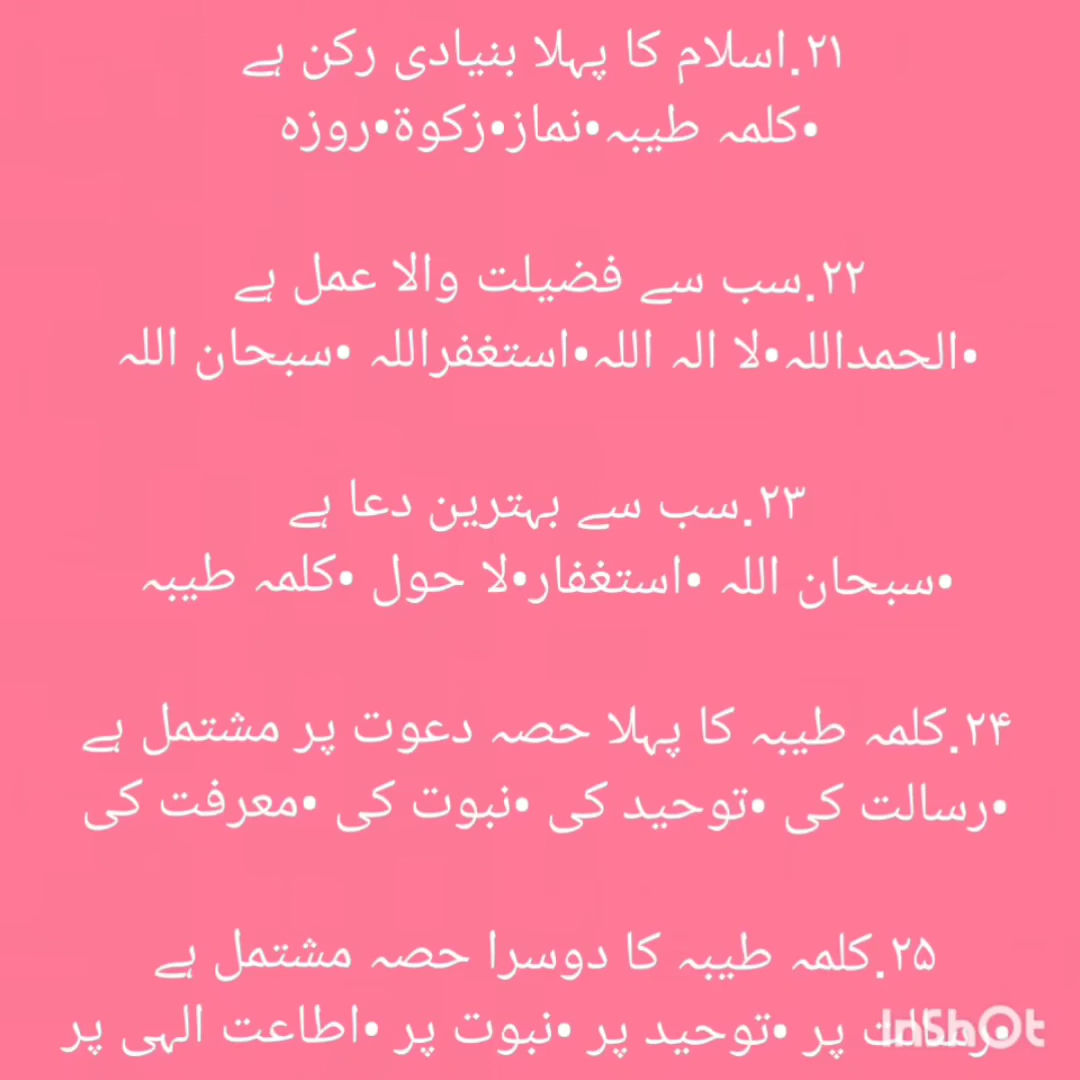 ۲۱.اسلام کا پہلا بنیادی رکن ہے
•کلمہ طیبہ•نماز•زکوۃ•روزہ
۲۲.سب سے فضیلت والا عمل ہے
•الحمداللہ•لا الہ اللہ•استغفراللہ •سبحان اللہ
۲۳.سب سے بہترین دعا ہے
•سبحان اللہ •استغفار•لا حول •کلمہ طیبہ
۲۴.کلمہ طیبہ کا پہلا حصہ دعوت پر مشتمل ہے
•رسالت کی •توحید کی •نبوت کی •معرفت کی
۲۵.کلمہ طیبہ کا دوسرا حصہ مشتمل ہے
•رسالت پر •توحید پر •نبوت پر •اطاعت الہی پر
InShOt